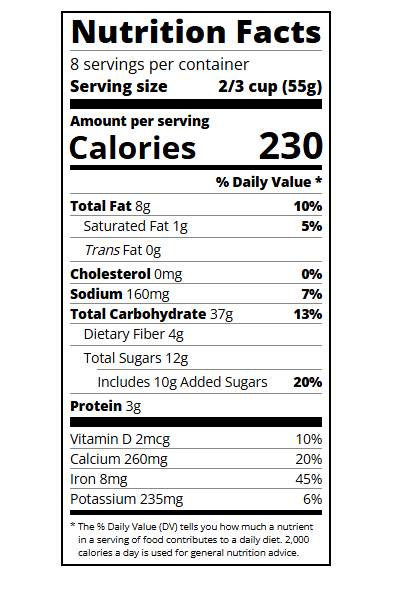 Nutrition Facts
8 servings per container
Serving size 2/3 cup (55g)
Amount per serving
Calories 230
% Daily Value *
Total Fat 8g 10%
Saturated Fat 1g 5%
Trans Fat 0g
Cholesterol 0mg 0%
Sodium 160mg 7%
Total Carbohydrate 37g 13%
Dietary Fiber 4g
Total Sugars 12g
Includes 10g Added Sugars 20%
Protein 3g
Vitamin D 2mcg 10%
Calcium 260mg 20%
Iron 8mg 45%
Potassium 235mg 6%
* The % Daily Value (DV) tells you how much a nutrient
in a serving of food contributes to a daily diet. 2,000
calories a day is used for general nutrition advice.